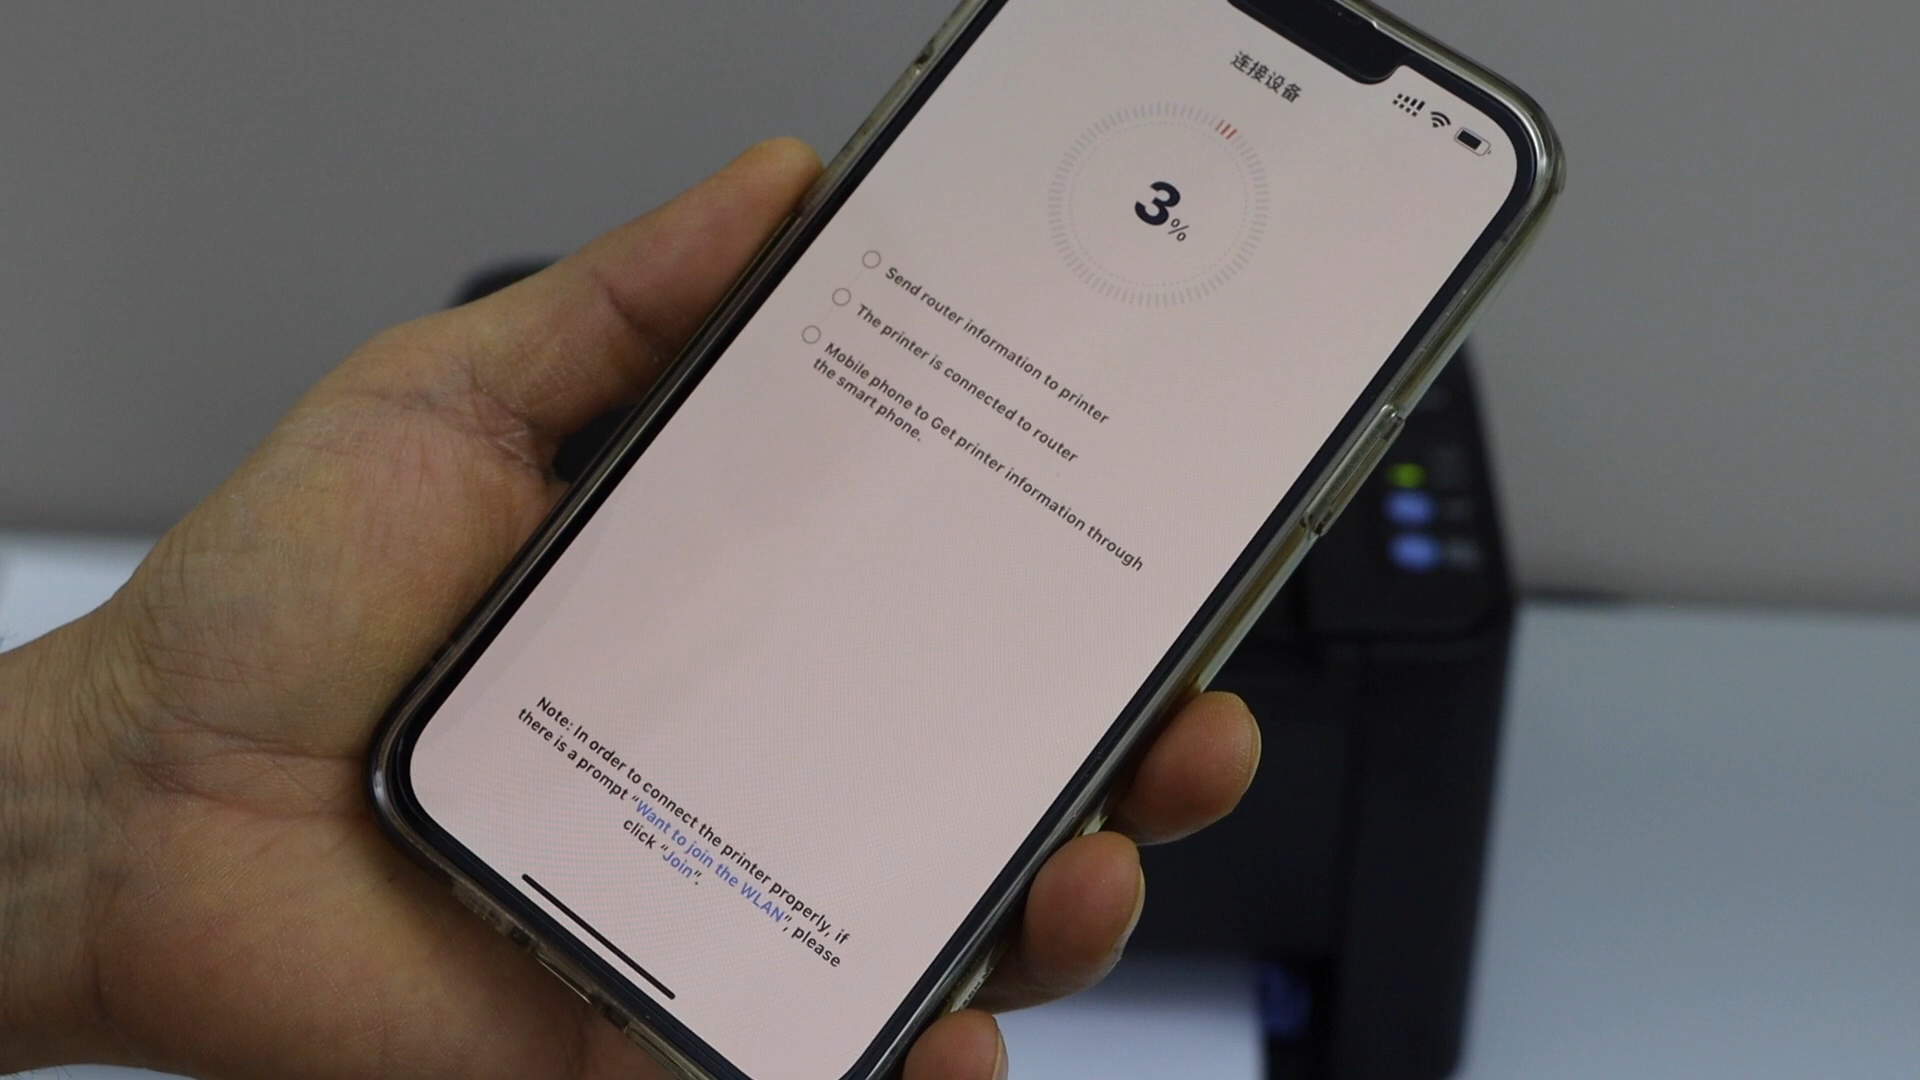 连接设备
3%
Send router information to printer
The printer is connected to router
Mobile phone to Get printer information through
the smart phone.
Note: In order to connect the printer properly, if
there is a prompt “Want to join the WLAN”, please
click “Join”.